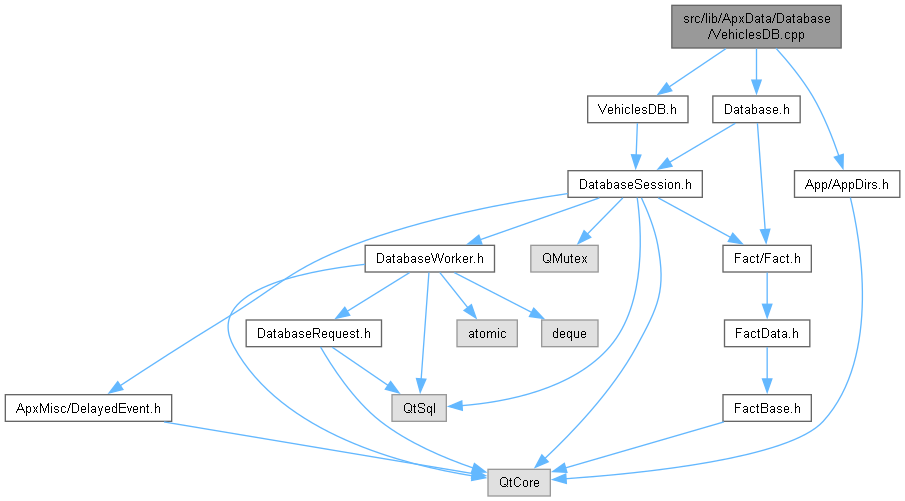 src/lib/ApxData/Database
/VehiclesDB.cpp
VehiclesDB.h
Database.h
DatabaseSession.h
App/AppDirs.h
DatabaseWorker.h
QMutex
Fact/Fact.h
DatabaseRequest.h
atomic
deque
FactData.h
ApxMisc/DelayedEvent.h
QtSql
FactBase.h
QtCore